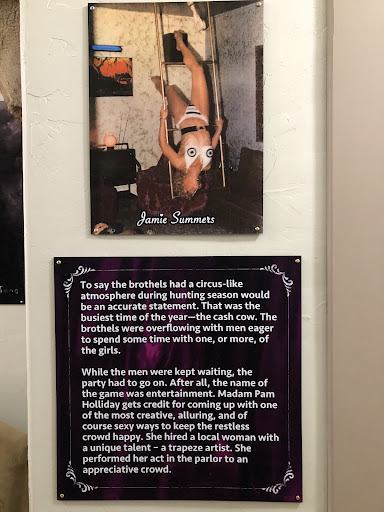 Jamie Summers
To say the brothels had a circus-like
atmosphere during hunting season would
be an accurate statement. That was the
busiest time of the year—the cash cow. The
brothels were overflowing with men eager
to spend some time with one, or more, of
the girls.
While the men were kept waiting, the
party had to go on. After all, the name of
the game was entertainment. Madam Pam
Holliday gets credit for coming up with one
of the most creative, alluring, and of
course sexy ways to keep the restless
crowd happy. She hired a local woman with
a unique talent – a trapeze artist. She
performed her act in the parlor to an
appreciative crowd.